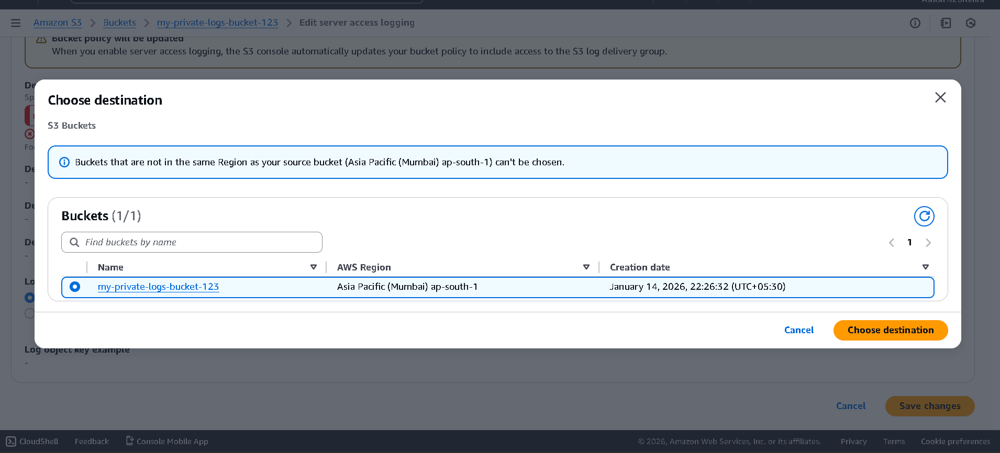 Amazon S3 > Buckets > my-private-logs-bucket-123 > Edit server access logging
Bucket policy will be updated
When you enable server access logging, the S3 console automatically updates your bucket policy to include access to the S3 log delivery group.
Choose destination
S3 Buckets
Buckets that are not in the same Region as your source bucket (Asia Pacific (Mumbai) ap-south-1) can't be chosen.
Buckets (1/1)
Find buckets by name
1
Name AWS Region Creation date
my-private-logs-bucket-123 Asia Pacific (Mumbai) ap-south-1 January 14, 2026, 22:26:32 (UTC+05:30)
Cancel Choose destination
Log object key example
-
Cancel Save changes
CloudShell Feedback Console Mobile App © 2026, Amazon Web Services, Inc. or its affiliates. Privacy Terms Cookie preferences